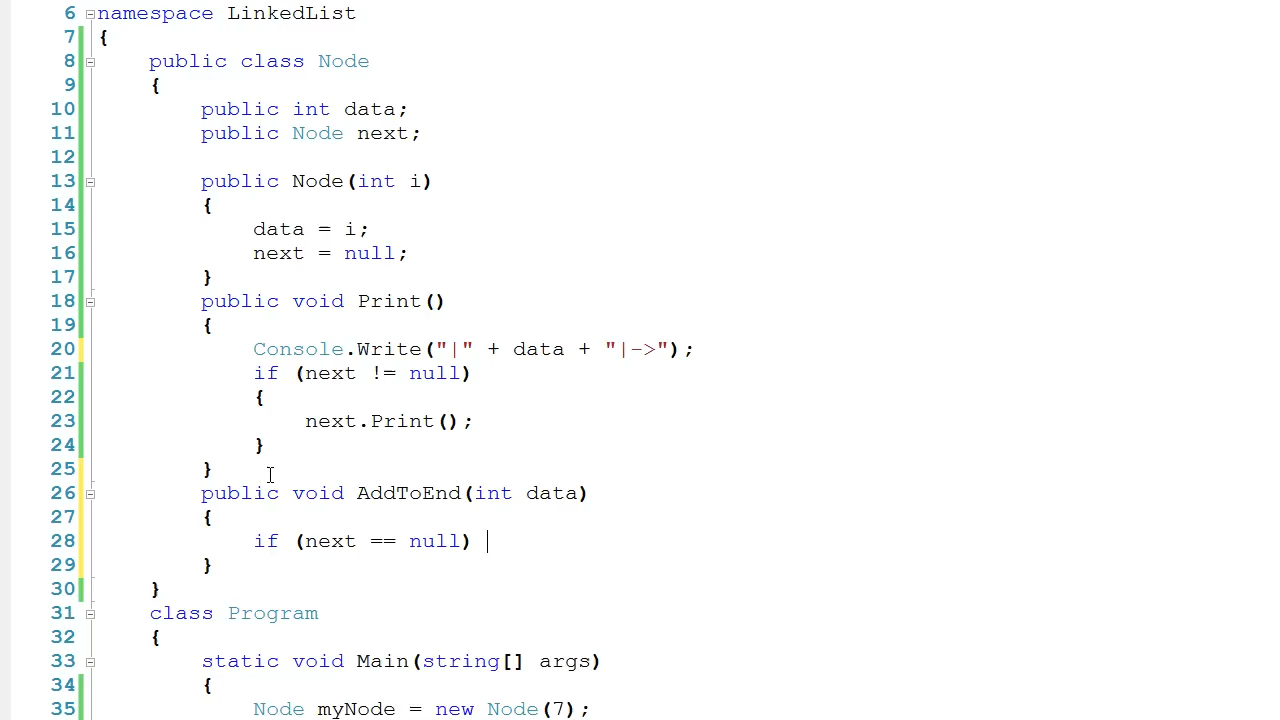 6 namespace LinkedList
7 {
8 public class Node
9 {
10 public int data;
11 public Node next;
12
13 public Node(int i)
14 {
15 data = i;
16 next = null;
17 }
18 public void Print()
19 {
20 Console.Write("|" + data + "|->");
21 if (next != null)
22 {
23 next.Print();
24 }
25 }
26 public void AddToEnd(int data)
27 {
28 if (next == null)
29 }
30 }
31 class Program
32 {
33 static void Main(string[] args)
34 {
35 Node myNode = new Node(7);